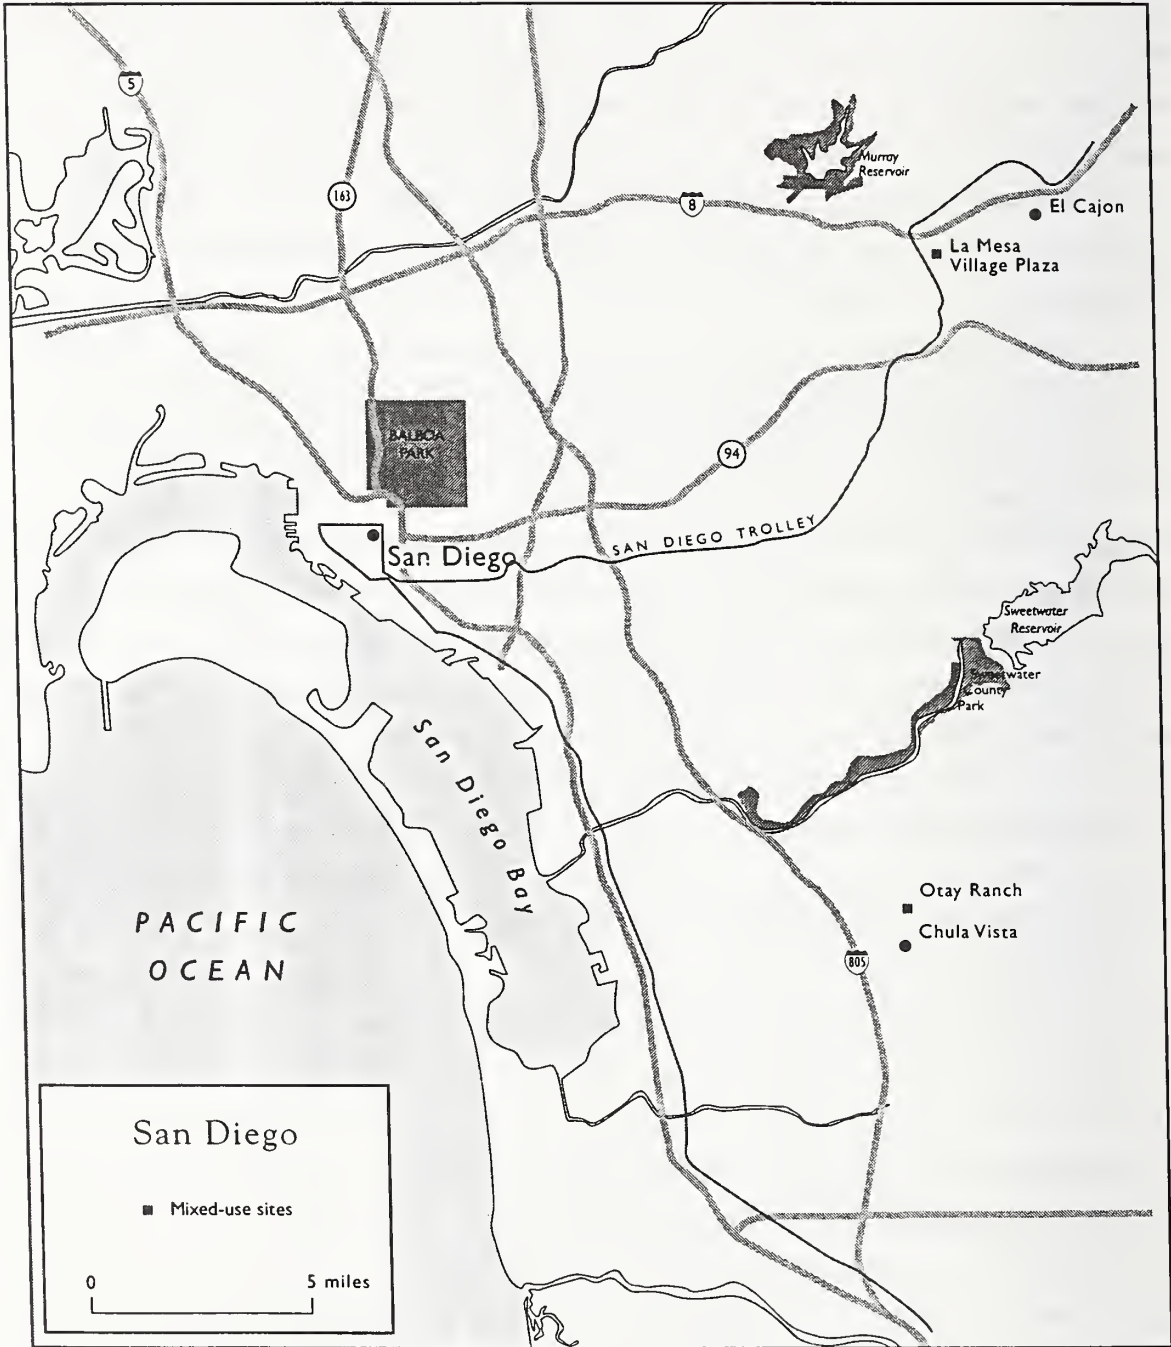 5
163
Murray
Reservoir
8
El Cajon
La Mesa
Village Plaza
BALBOA
PARK
94
San Diego
SAN DIEGO TROLLEY
Sweetwater
Reservoir
Sweetwater
County
Park
San Diego Bay
Otay Ranch
PACIFIC
OCEAN
Chula Vista
805
San Diego
Mixed-use sites
0 5 miles